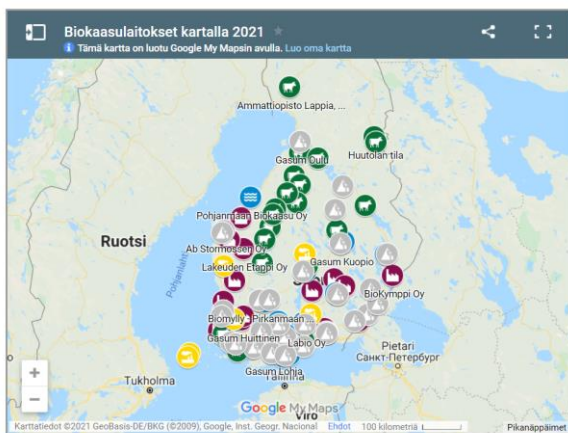 Biokaasulaitokset kartalla 2021
Tämä kartta on luotu Google My Mapsin avulla. Luo oma kartta
Ammattiopisto Lappia, ...
Gasum Oulu
Huutolan tila
Pohjanmaan Biokaasu Oy
Ruotsi
Ab Stormossen Oy
Pohjanlahti
Lakeuden Etappi Oy
Gasum Kuopio
BioKymppi Oy
Biomylly - Pirkanmaan ...
Gasum Huittinen
Labio Oy
Pietari
Санкт-Петербург
Gasum Lohja
Tukholma
Tallinna
Google My Maps
Viro
+
−
Karttatiedot ©2021 GeoBasis-DE/BKG (©2009), Google, Inst. Geogr. Nacional Ehdot 100 kilometriä Pikanäppäimet